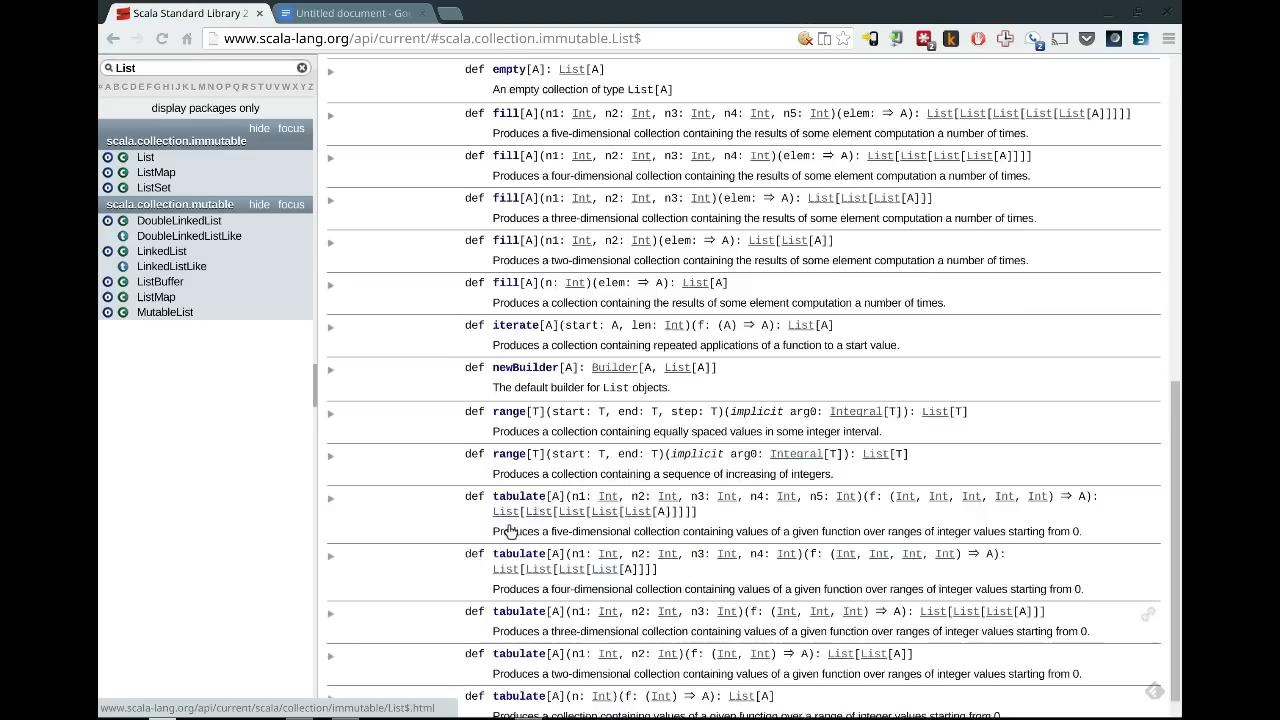 Scala Standard Library 2
Untitled document - Go
www.scala-lang.org/api/current/#scala.collection.immutable.List$
List
#ABCDEFGHIJKLMNOPQRSTUVWXYZ
display packages only
hide focus
scala.collection.immutable
List
ListMap
ListSet
scala.collection.mutable hide focus
DoubleLinkedList
DoubleLinkedListLike
LinkedList
LinkedListLike
ListBuffer
ListMap
MutableList
def empty[A]: List[A]
An empty collection of type List[A]
def fill[A](n1: Int, n2: Int, n3: Int, n4: Int, n5: Int)(elem: ⇒ A): List[List[List[List[List[A]]]]]
Produces a five-dimensional collection containing the results of some element computation a number of times.
def fill[A](n1: Int, n2: Int, n3: Int, n4: Int)(elem: ⇒ A): List[List[List[List[A]]]]
Produces a four-dimensional collection containing the results of some element computation a number of times.
def fill[A](n1: Int, n2: Int, n3: Int)(elem: ⇒ A): List[List[List[A]]]
Produces a three-dimensional collection containing the results of some element computation a number of times.
def fill[A](n1: Int, n2: Int)(elem: ⇒ A): List[List[A]]
Produces a two-dimensional collection containing the results of some element computation a number of times.
def fill[A](n: Int)(elem: ⇒ A): List[A]
Produces a collection containing the results of some element computation a number of times.
def iterate[A](start: A, len: Int)(f: (A) ⇒ A): List[A]
Produces a collection containing repeated applications of a function to a start value.
def newBuilder[A]: Builder[A, List[A]]
The default builder for List objects.
def range[T](start: T, end: T, step: T)(implicit arg0: Integral[T]): List[T]
Produces a collection containing equally spaced values in some integer interval.
def range[T](start: T, end: T)(implicit arg0: Integral[T]): List[T]
Produces a collection containing a sequence of increasing of integers.
def tabulate[A](n1: Int, n2: Int, n3: Int, n4: Int, n5: Int)(f: (Int, Int, Int, Int, Int) ⇒ A):
List[List[List[List[List[A]]]]]
Produces a five-dimensional collection containing values of a given function over ranges of integer values starting from 0.
def tabulate[A](n1: Int, n2: Int, n3: Int, n4: Int)(f: (Int, Int, Int, Int) ⇒ A):
List[List[List[List[A]]]]
Produces a four-dimensional collection containing values of a given function over ranges of integer values starting from 0.
def tabulate[A](n1: Int, n2: Int, n3: Int)(f: (Int, Int, Int) ⇒ A): List[List[List[A]]]
Produces a three-dimensional collection containing values of a given function over ranges of integer values starting from 0.
def tabulate[A](n1: Int, n2: Int)(f: (Int, Int) ⇒ A): List[List[A]]
Produces a two-dimensional collection containing values of a given function over ranges of integer values starting from 0.
def tabulate[A](n: Int)(f: (Int) ⇒ A): List[A]
Produces a collection containing values of a given function over a range of integer values starting from 0.
www.scala-lang.org/api/current/scala/collection/immutable/List$.html